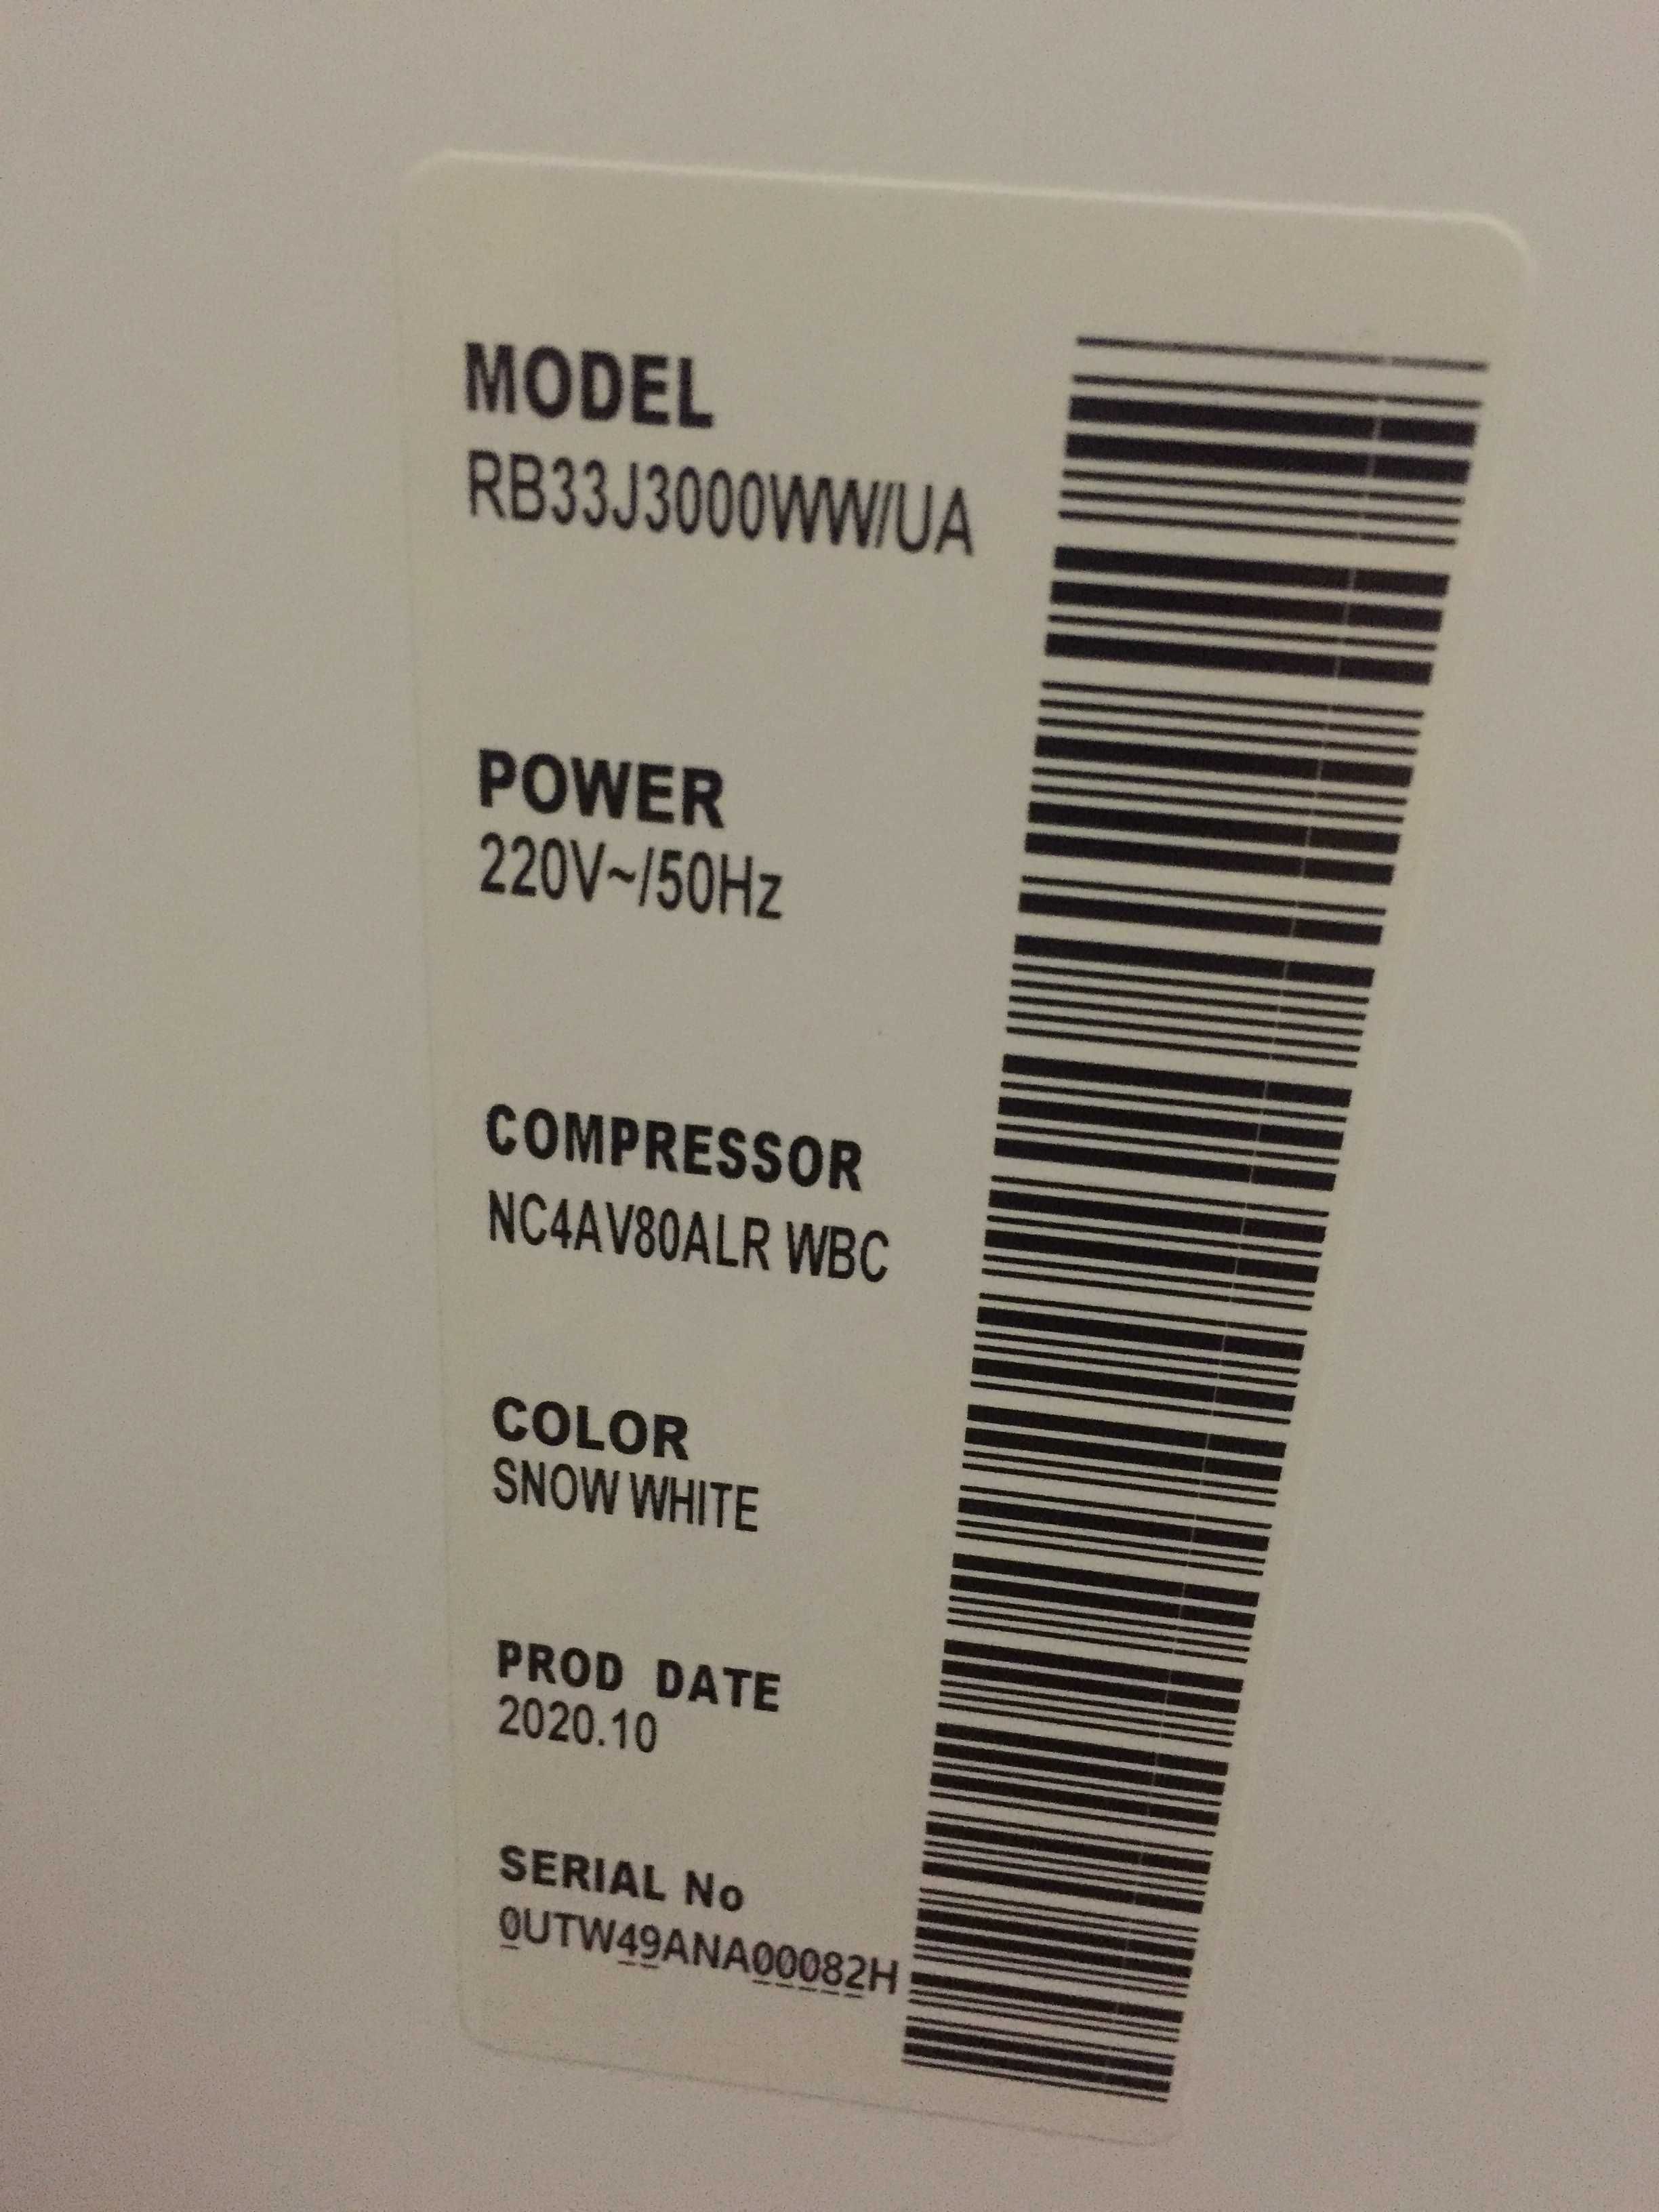 MODEL
RB33J3000WW/UA
POWER
220V~/50Hz
COMPRESSOR
NC4AV80ALR WBC
COLOR
SNOW WHITE
PROD DATE
2020.10
SERIAL No
0UTW49ANA00082H